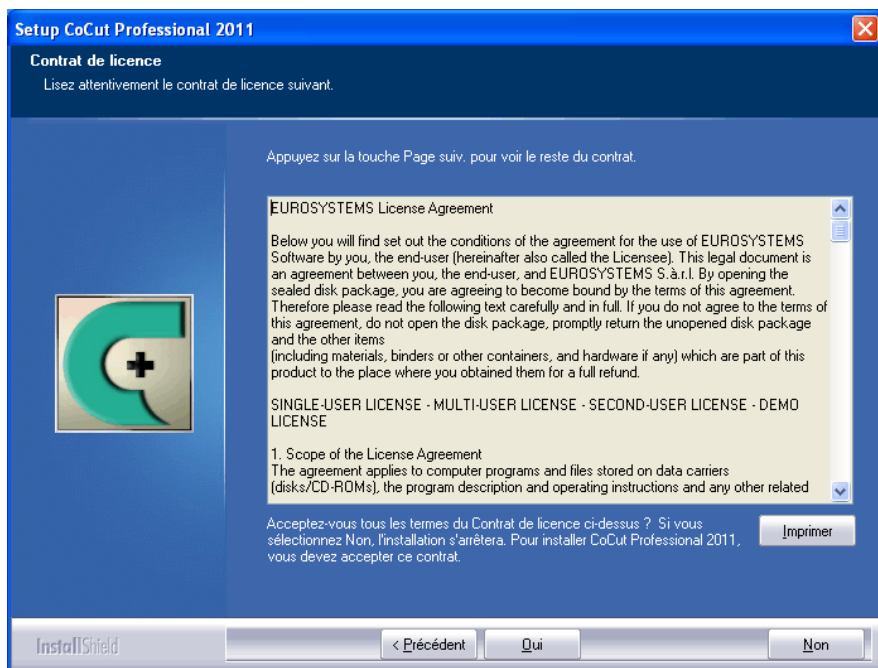 Setup CoCut Professional 2011
Contrat de licence
Lisez attentivement le contrat de licence suivant.
Appuyez sur la touche Page suiv. pour voir le reste du contrat.
EUROSYSTEMS License Agreement
Below you will find set out the conditions of the agreement for the use of EUROSYSTEMS
Software by you, the end-user (hereinafter also called the Licensee). This legal document is
an agreement between you, the end-user, and EUROSYSTEMS S.à.r.l. By opening the
sealed disk package, you are agreeing to become bound by the terms of this agreement.
Therefore please read the following text carefully and in full. If you do not agree to the terms of
this agreement, do not open the disk package, promptly return the unopened disk package
and the other items
(including materials, binders or other containers, and hardware if any) which are part of this
product to the place where you obtained them for a full refund.
SINGLE-USER LICENSE - MULTI-USER LICENSE - SECOND-USER LICENSE - DEMO
LICENSE
1. Scope of the License Agreement
The agreement applies to computer programs and files stored on data carriers
(disks/CD-ROMs), the program description and operating instructions and any other related
Acceptez-vous tous les termes du Contrat de licence ci-dessus ? Si vous
sélectionnez Non, l'installation s'arrêtera. Pour installer CoCut Professional 2011,
vous devez accepter ce contrat.
Imprimer
InstallShield
< Précédent
Oui
Non